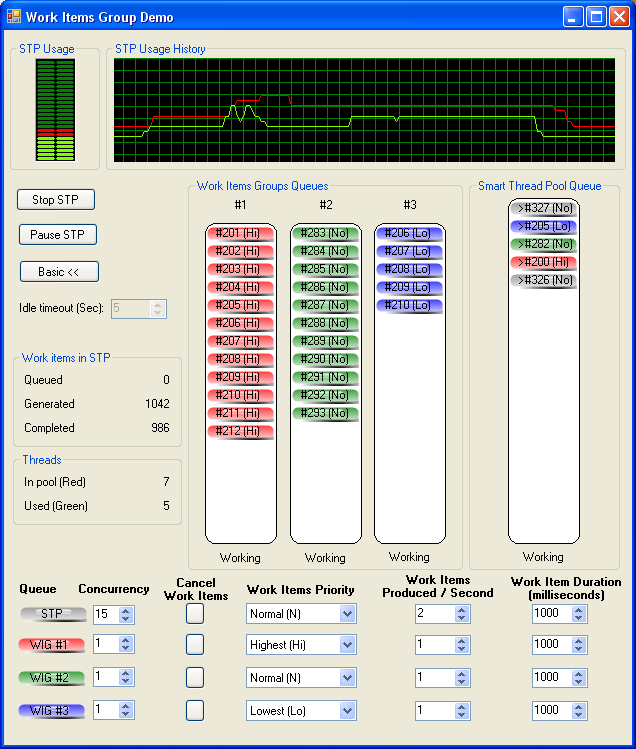 Work Items Group Demo
STP Usage
STP Usage History
Stop STP
Pause STP
Basic <<
Idle timeout (Sec): 5
Work items in STP
Queued 0
Generated 1042
Completed 986
Threads
In pool (Red) 7
Used (Green) 5
Work Items Groups Queues
#1 #2 #3
#201 (Hi) #283 (No) #206 (Lo)
#202 (Hi) #284 (No) #207 (Lo)
#203 (Hi) #285 (No) #208 (Lo)
#204 (Hi) #286 (No) #209 (Lo)
#205 (Hi) #287 (No) #210 (Lo)
#206 (Hi) #288 (No)
#207 (Hi) #289 (No)
#208 (Hi) #290 (No)
#209 (Hi) #291 (No)
#210 (Hi) #292 (No)
#211 (Hi) #293 (No)
#212 (Hi)
Working Working Working
Smart Thread Pool Queue
>#327 (No)
>#205 (Lo)
>#282 (No)
>#200 (Hi)
>#326 (No)
Working
Queue Concurrency Cancel Work Items Work Items Priority Work Items Produced / Second Work Item Duration (milliseconds)
STP 15 Normal (N) 2 1000
WIG #1 1 Highest (Hi) 1 1000
WIG #2 1 Normal (N) 1 1000
WIG #3 1 Lowest (Lo) 1 1000